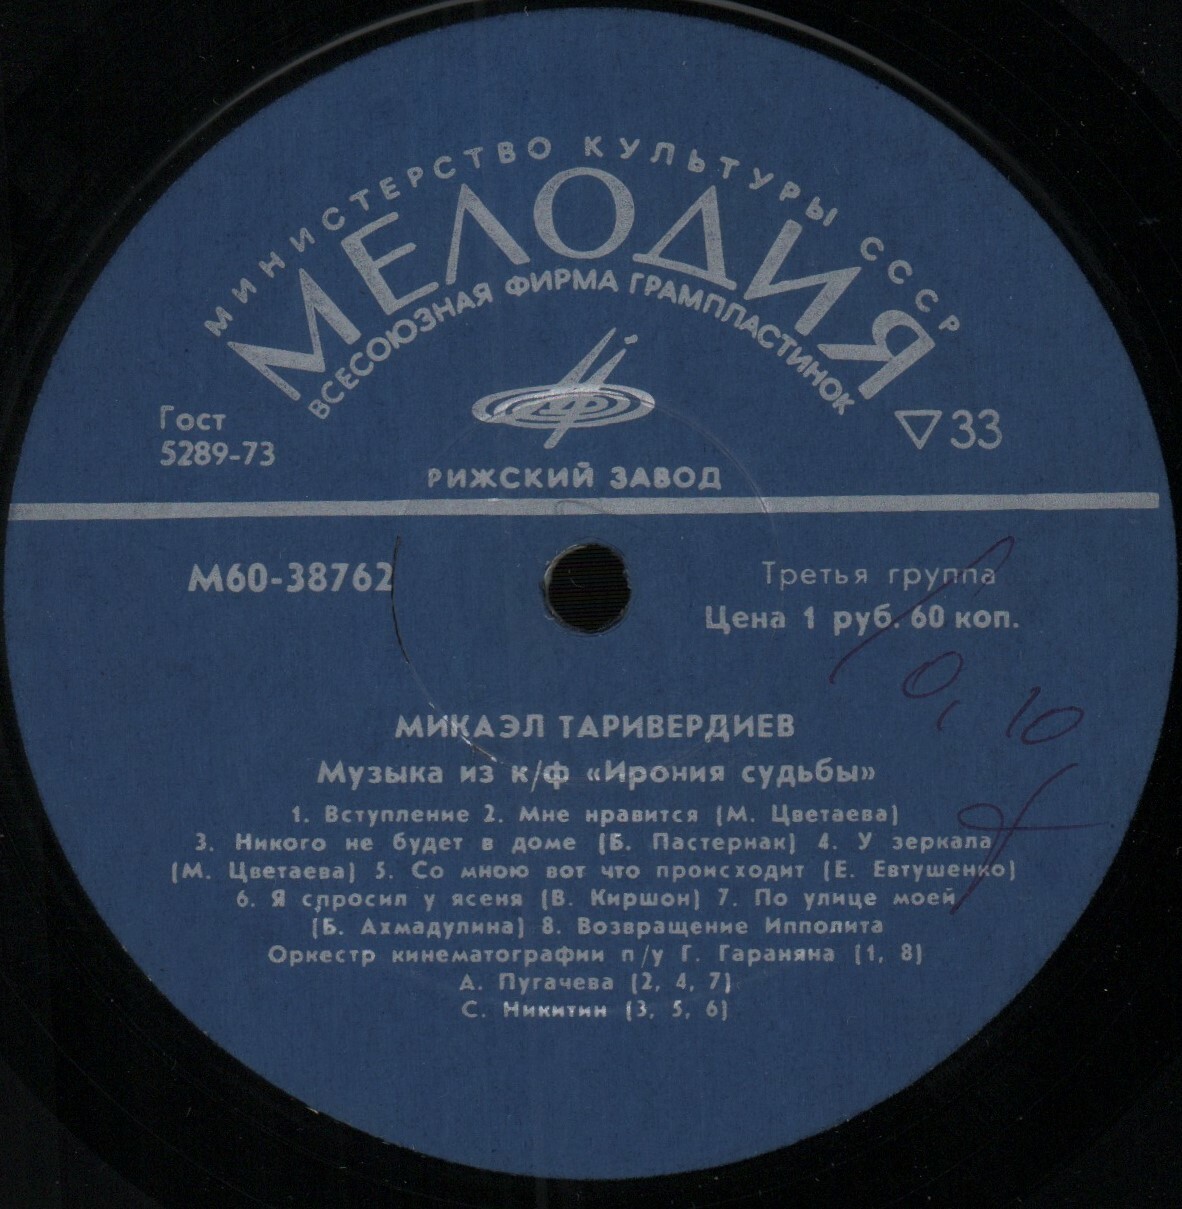 МИНИСТЕРСТВО КУЛЬТУРЫ СССР
МЕЛОДИЯ
ВСЕСОЮЗНАЯ ФИРМА ГРАМПЛАСТИНОК
Гост
5289-73
▽33
РИЖСКИЙ ЗАВОД
М60-38762
Третья группа
Цена 1 руб. 60 коп.
0,10
МИКАЭЛ ТАРИВЕРДИЕВ
Музыка из к/ф «Ирония судьбы»
1. Вступление 2. Мне нравится (М. Цветаева)
3. Никого не будет в доме (Б. Пастернак) 4. У зеркала
(М. Цветаева) 5. Со мною вот что происходит (Е. Евтушенко)
6. Я спросил у ясеня (В. Киршон) 7. По улице моей
(Б. Ахмадулина) 8. Возвращение Ипполита
Оркестр кинематографии п/у Г. Гараняна (1, 8)
А. Пугачева (2, 4, 7)
С. Никитин (3, 5, 6)